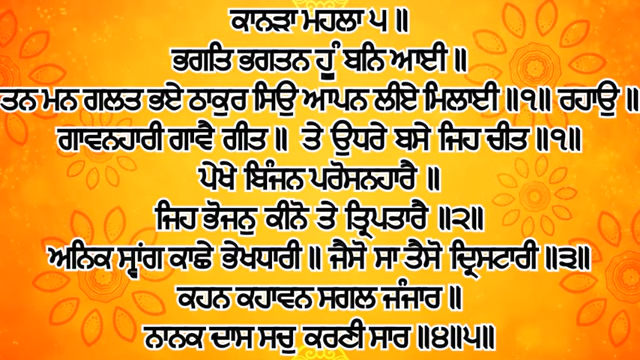 ਕਾਨੜਾ ਮਹਲਾ ੫ ॥
ਭਗਤਿ ਭਗਤਨ ਹੂੰ ਬਨਿ ਆਈ ॥
ਤਨ ਮਨ ਗਲਤ ਭਏ ਠਾਕੁਰ ਸਿਉ ਆਪਨ ਲੀਏ ਮਿਲਾਈ ॥੧॥ ਰਹਾਉ ॥
ਗਾਵਨਹਾਰੀ ਗਾਵੈ ਗੀਤ ॥ ਤੇ ਉਧਰੇ ਬਸੇ ਜਿਹ ਚੀਤ ॥੧॥
ਪੇਖੇ ਬਿੰਜਨ ਪਰੋਸਨਹਾਰੈ ॥
ਜਿਹ ਭੋਜਨੁ ਕੀਨੋ ਤੇ ਤ੍ਰਿਪਤਾਰੈ ॥੨॥
ਅਨਿਕ ਸ੍ਵਾਂਗ ਕਾਛੇ ਭੇਖਧਾਰੀ ॥ ਜੈਸੋ ਸਾ ਤੈਸੋ ਦ੍ਰਿਸਟਾਰੀ ॥੩॥
ਕਹਨ ਕਹਾਵਨ ਸਗਲ ਜੰਜਾਰ ॥
ਨਾਨਕ ਦਾਸ ਸਚੁ ਕਰਣੀ ਸਾਰ ॥੪॥੫॥